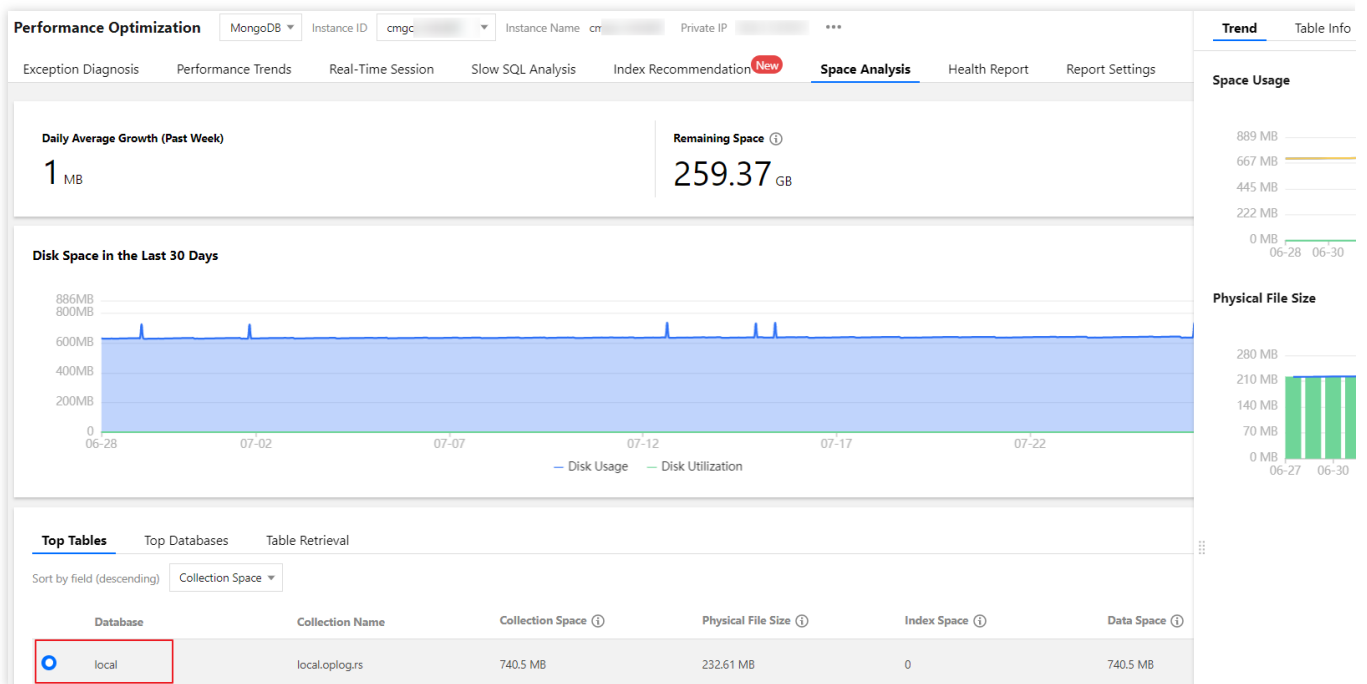 Performance Optimization MongoDB Instance ID cmgc Instance Name cm Private IP •••
Exception Diagnosis Performance Trends Real-Time Session Slow SQL Analysis Index Recommendation New Space Analysis Health Report Report Settings
Daily Average Growth (Past Week)
1 MB
Remaining Space
259.37 GB
Disk Space in the Last 30 Days
886MB
800MB
600MB
400MB
200MB
0
06-28 07-02 07-07 07-12 07-17 07-22
Disk Usage Disk Utilization
Top Tables Top Databases Table Retrieval
Sort by field (descending) Collection Space
Database Collection Name Collection Space Physical File Size Index Space Data Space
local local.oplog.rs 740.5 MB 232.61 MB 0 740.5 MB
Trend Table Info
Space Usage
889 MB
667 MB
445 MB
222 MB
0 MB
06-28 06-30
Physical File Size
280 MB
210 MB
140 MB
70 MB
0 MB
06-27 06-30